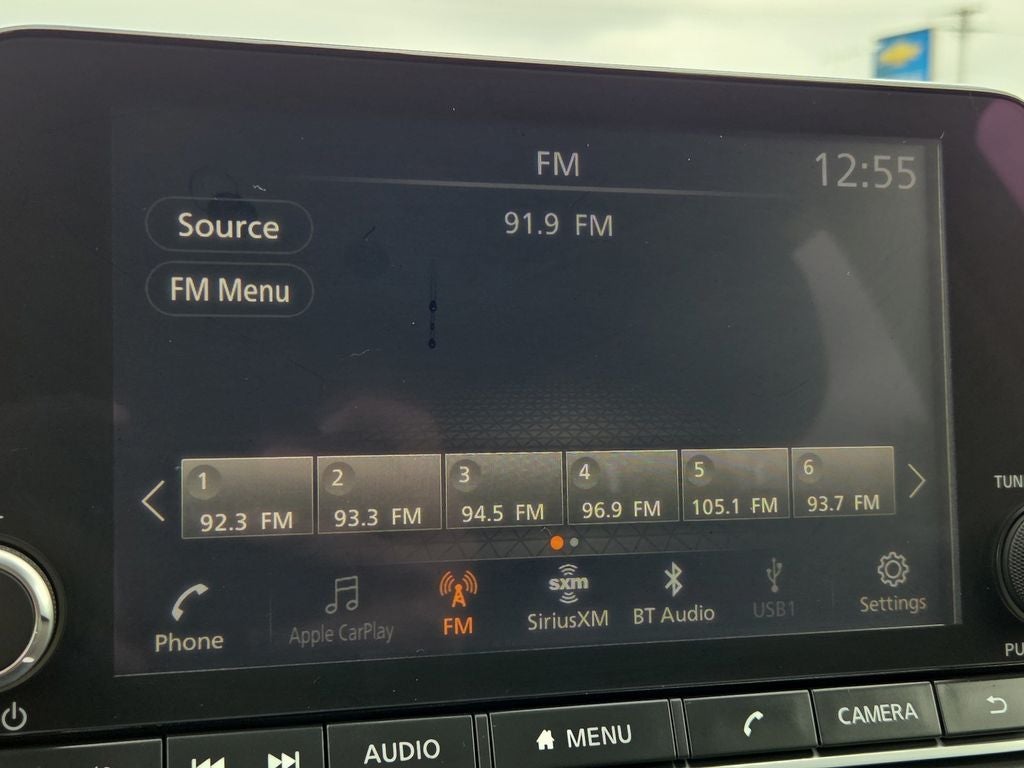 FM
12:55
Source
91.9 FM
FM Menu
1
2
3
4
5
6
92.3 FM
93.3 FM
94.5 FM
96.9 FM
105.1 FM
93.7 FM
Phone
Apple CarPlay
FM
sxm
SiriusXM
BT Audio
USB1
Settings
AUDIO
MENU
CAMERA